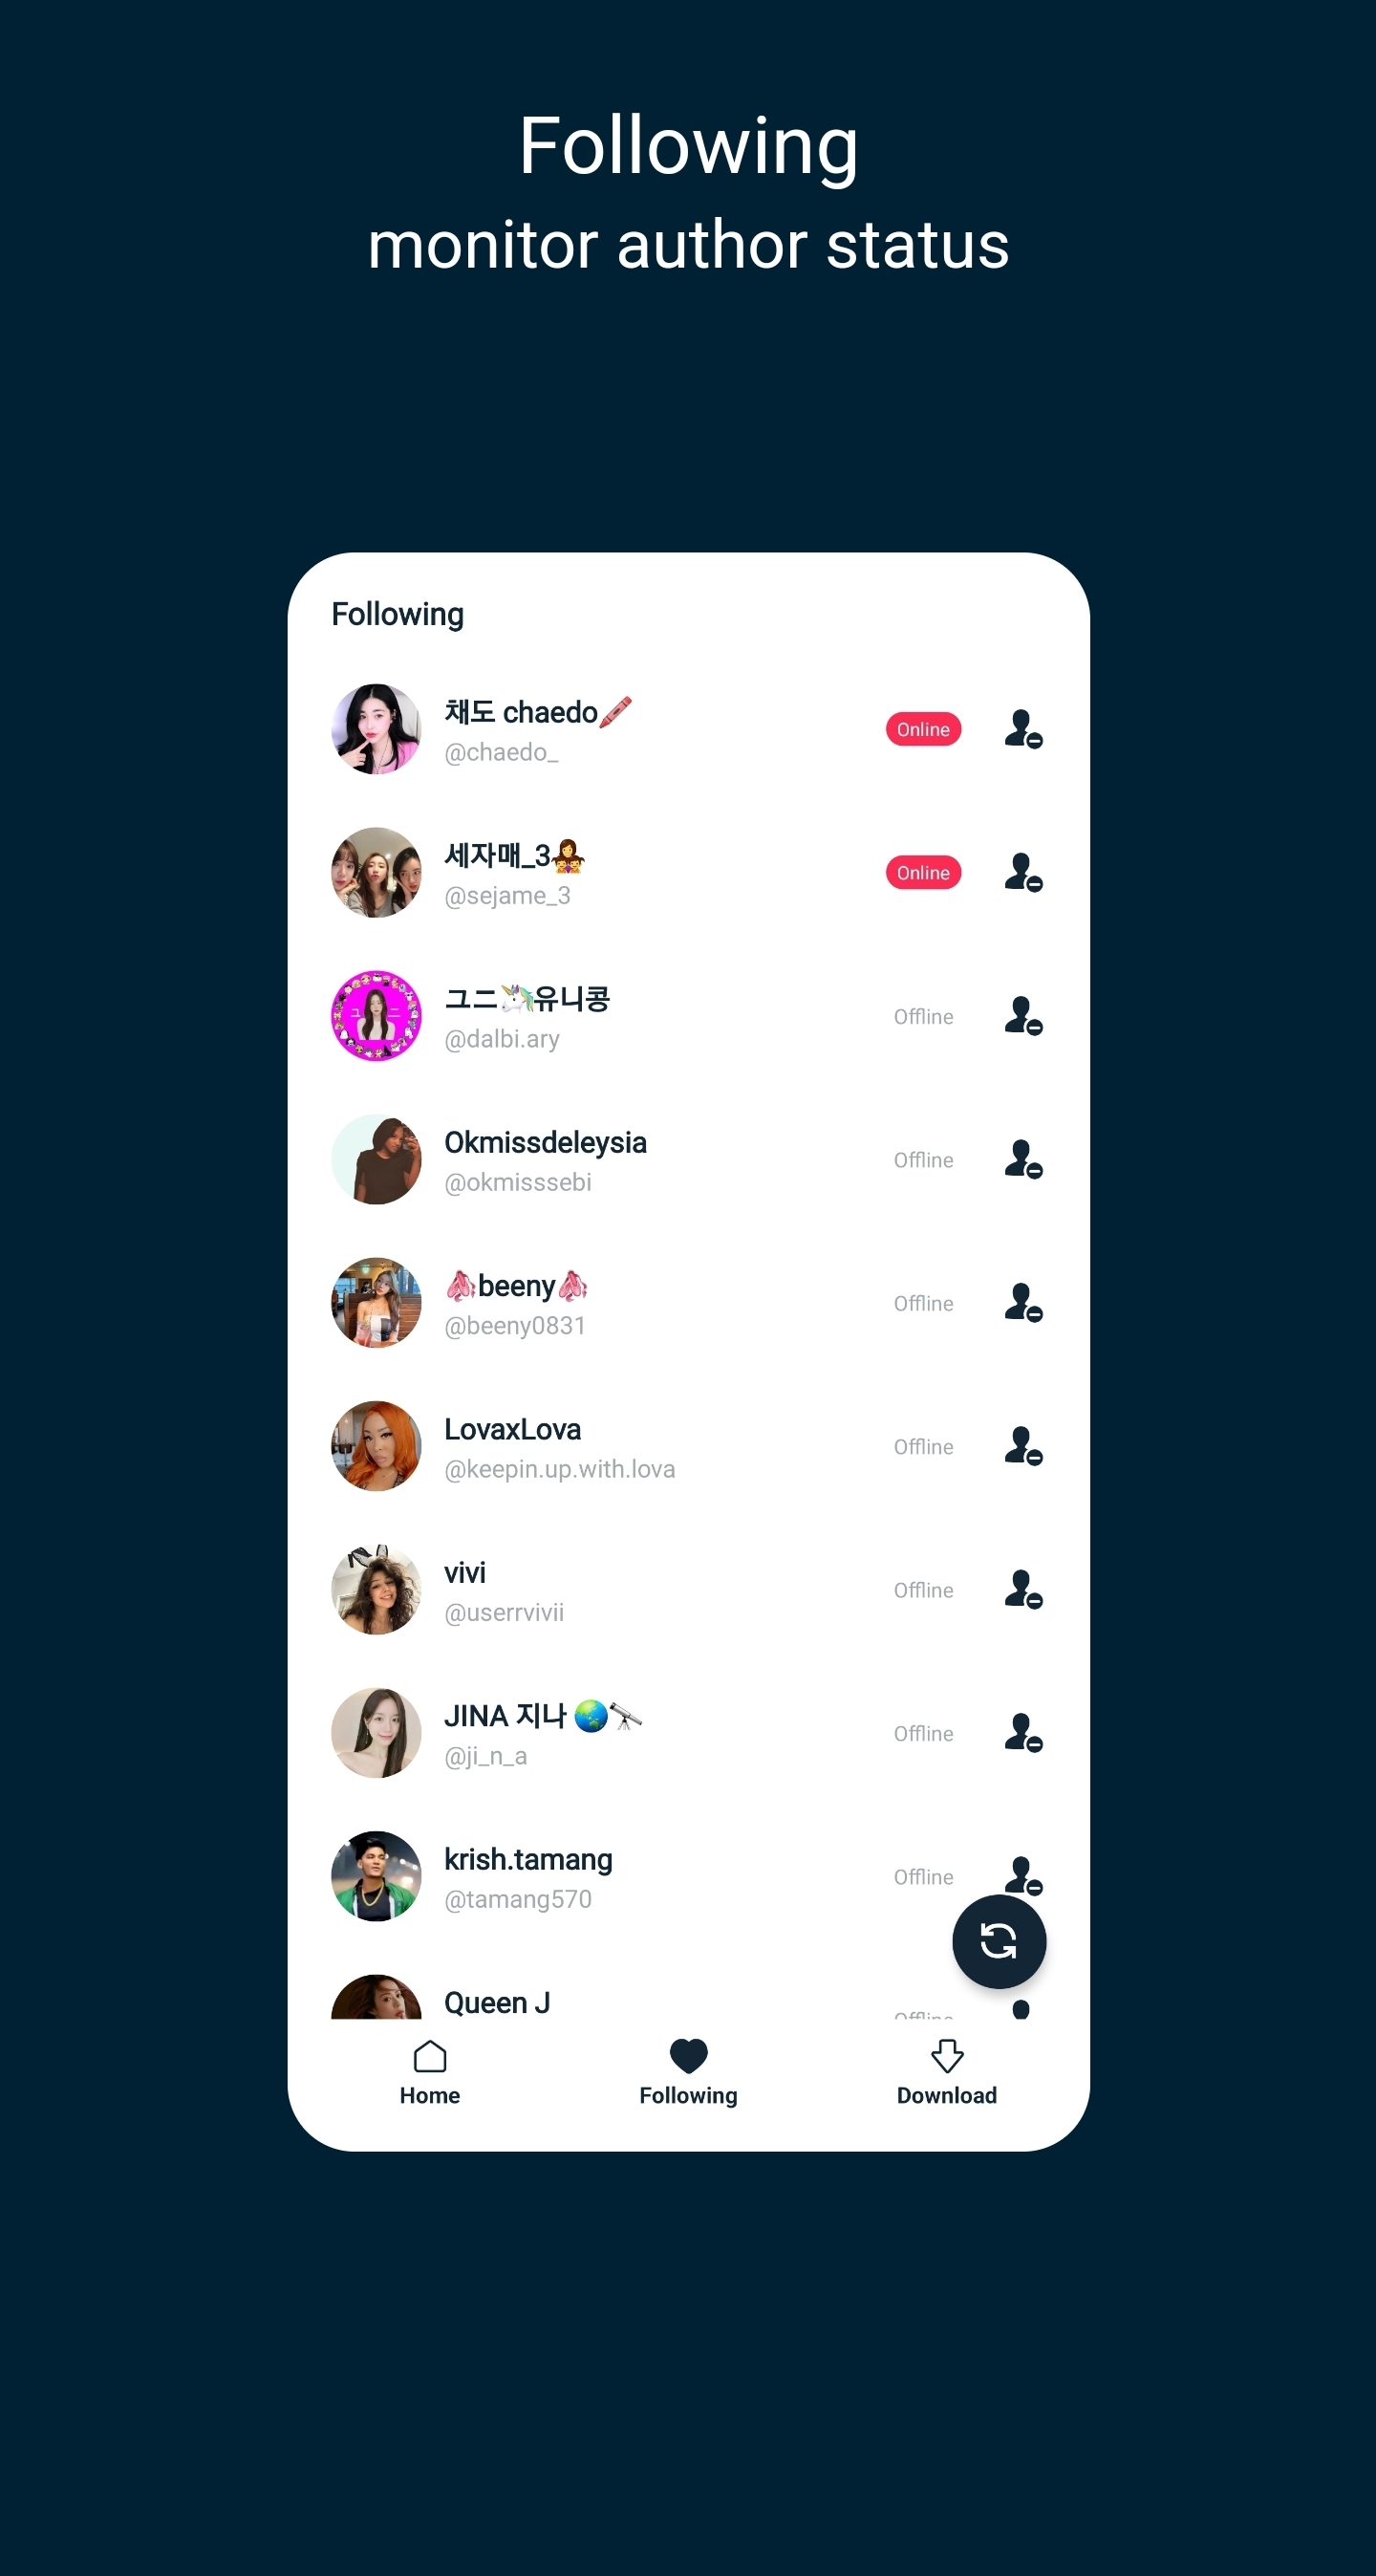 Following
monitor author status
Following
채도 chaedo🖍️
@chaedo_
Online
세자매_3👩‍👧‍👧
@sejame_3
Online
그ㅡ🦄유니콩
@dalbi.ary
Offline
Okmissdeleysia
@okmisssebi
Offline
🩰beeny🩰
@beeny0831
Offline
LovaxLova
@keepin.up.with.lova
Offline
vivi
@userrvivii
Offline
JINA 지나 🌏🔭
@ji_n_a
Offline
krish.tamang
@tamang570
Offline
Queen J
Offline
Home
Following
Download